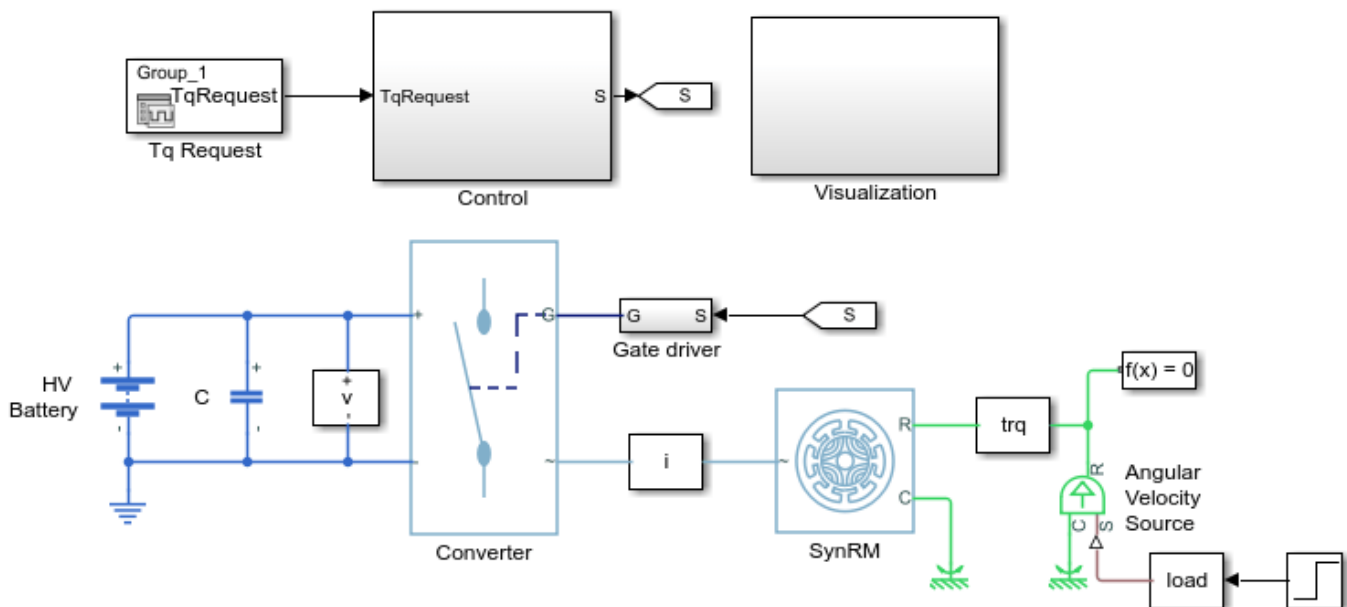 Group_1
TqRequest
Tq Request
TqRequest
S
Control
S
Visualization
HV
Battery
+
-
C
+
-
+
v
-
+
-
G
~
Converter
G
S
Gate driver
S
i
~
R
C
SynRM
trq
f(x) = 0
R
C
S
Angular
Velocity
Source
load